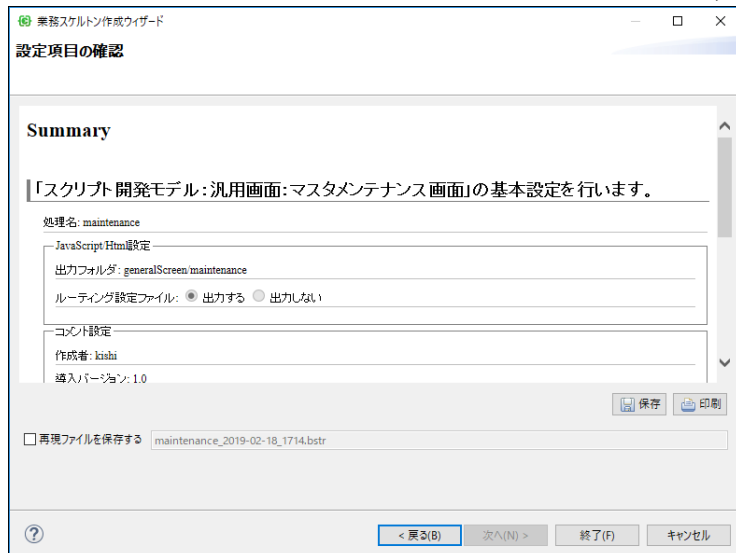 業務スケルトン作成ウィザード
設定項目の確認
Summary
「スクリプト開発モデル:汎用画面:マスタメンテナンス画面」の基本設定を行います。
処理名: maintenance
JavaScript/Html設定
出力フォルダ: generalScreen/maintenance
ルーティング設定ファイル: 出力する 出力しない
コメント設定
作成者: kishi
導入バージョン: 1.0
保存 印刷
再現ファイルを保存する maintenance_2019-02-18_1714.bstr
< 戻る(B) 次へ(N) > 終了(F) キャンセル